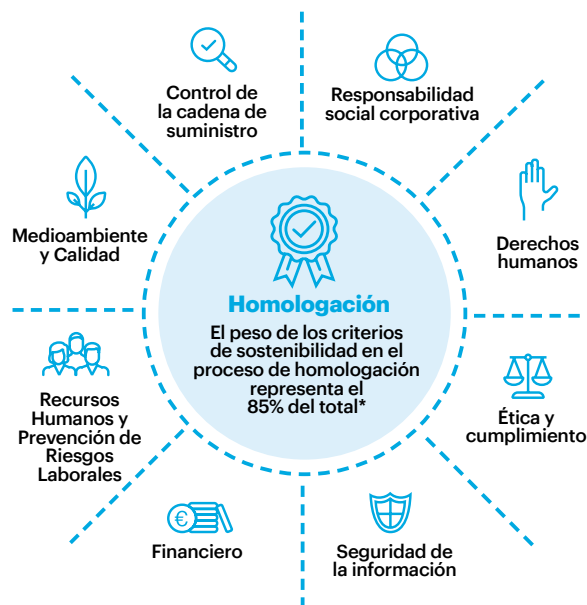 Control de
la cadena de
suministro
Responsabilidad
social corporativa
Medioambiente
y Calidad
Derechos
humanos
Homologación
El peso de los criterios
de sostenibilidad en el
proceso de homologación
representa el
85% del total*
Recursos
Humanos y
Prevención de
Riesgos
Laborales
Ética y
cumplimiento
€
Financiero
Seguridad de
la información